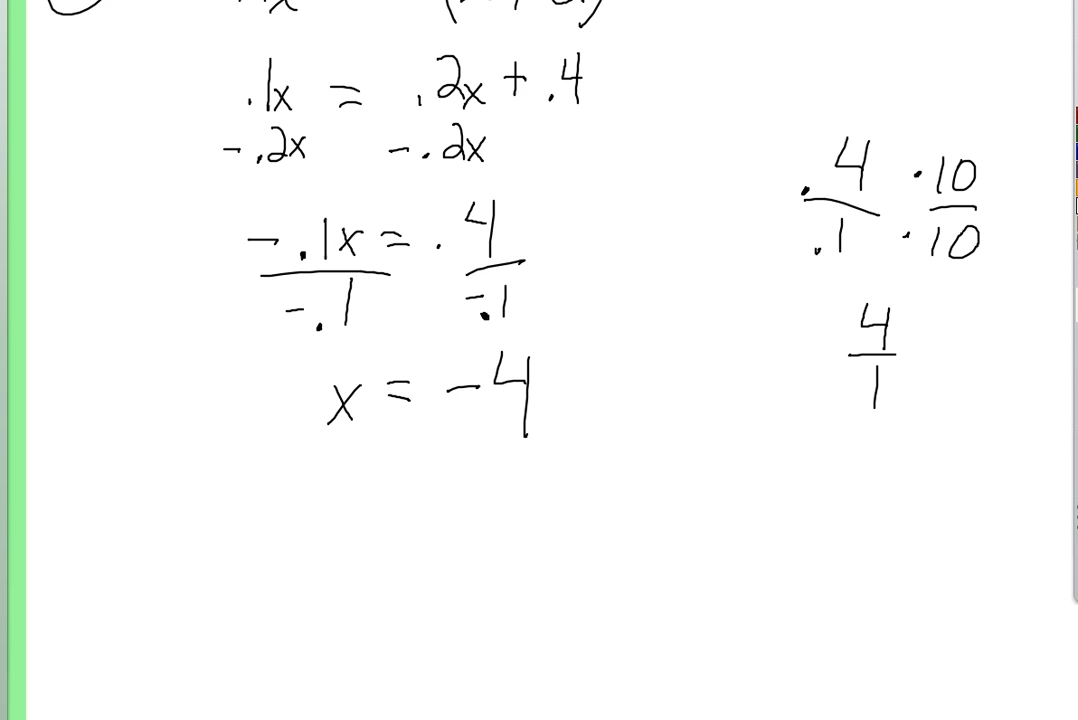 .1x = .2x + .4
-.2x -.2x
-.1x = .4
-.1 -.1
x = -4
.4 · 10
.1 · 10
4
1